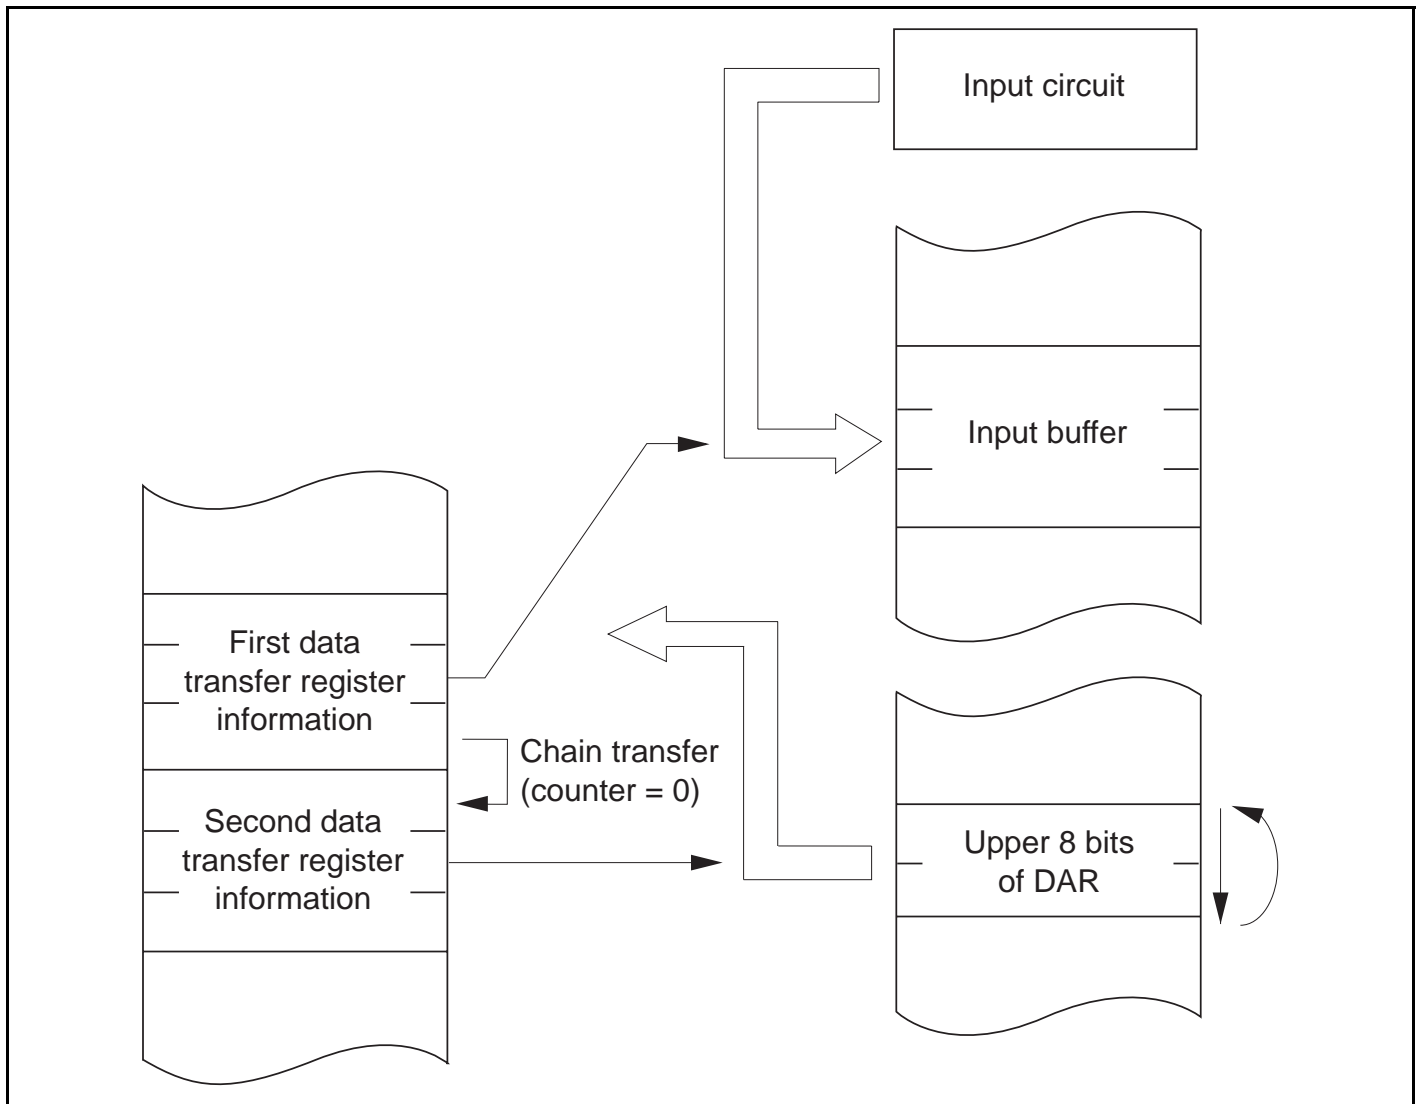 Input circuit
Input buffer
First data
transfer register
information
Chain transfer
(counter = 0)
Second data
transfer register
information
Upper 8 bits
of DAR